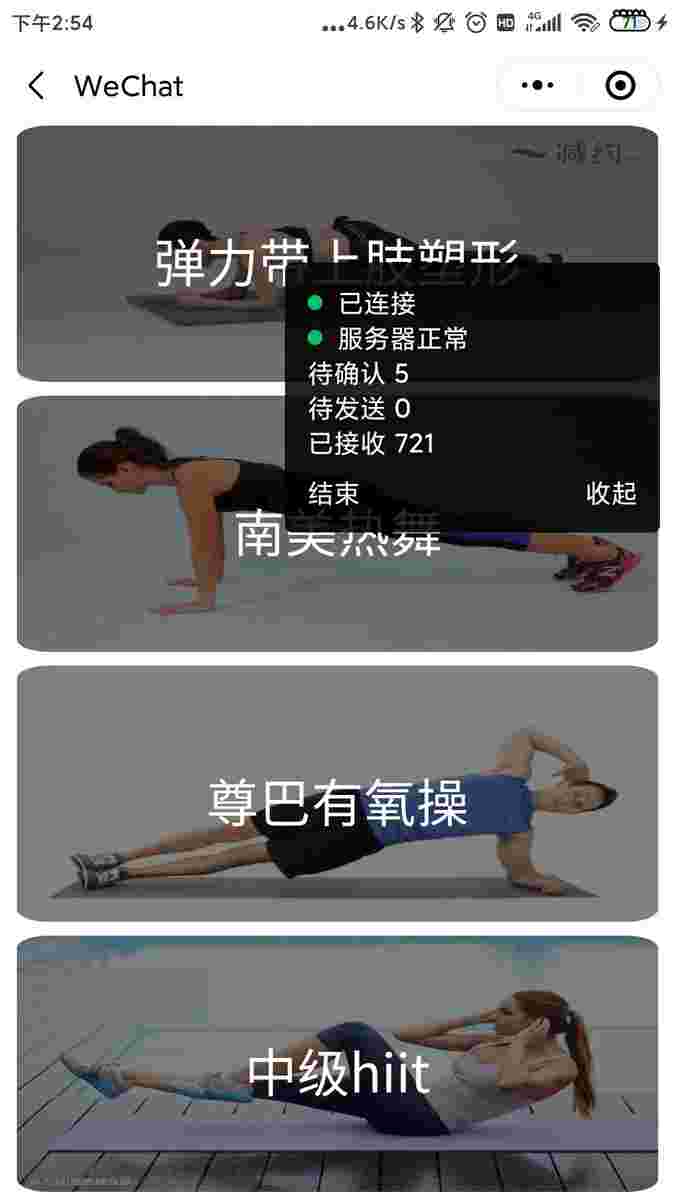 下午2:54
4.6K/s
HD
4G
71
WeChat
减约
弹力带上肢塑形
已连接
服务器正常
待确认 5
待发送 0
已接收 721
结束 收起
南美热舞
尊巴有氧操
中级hiit